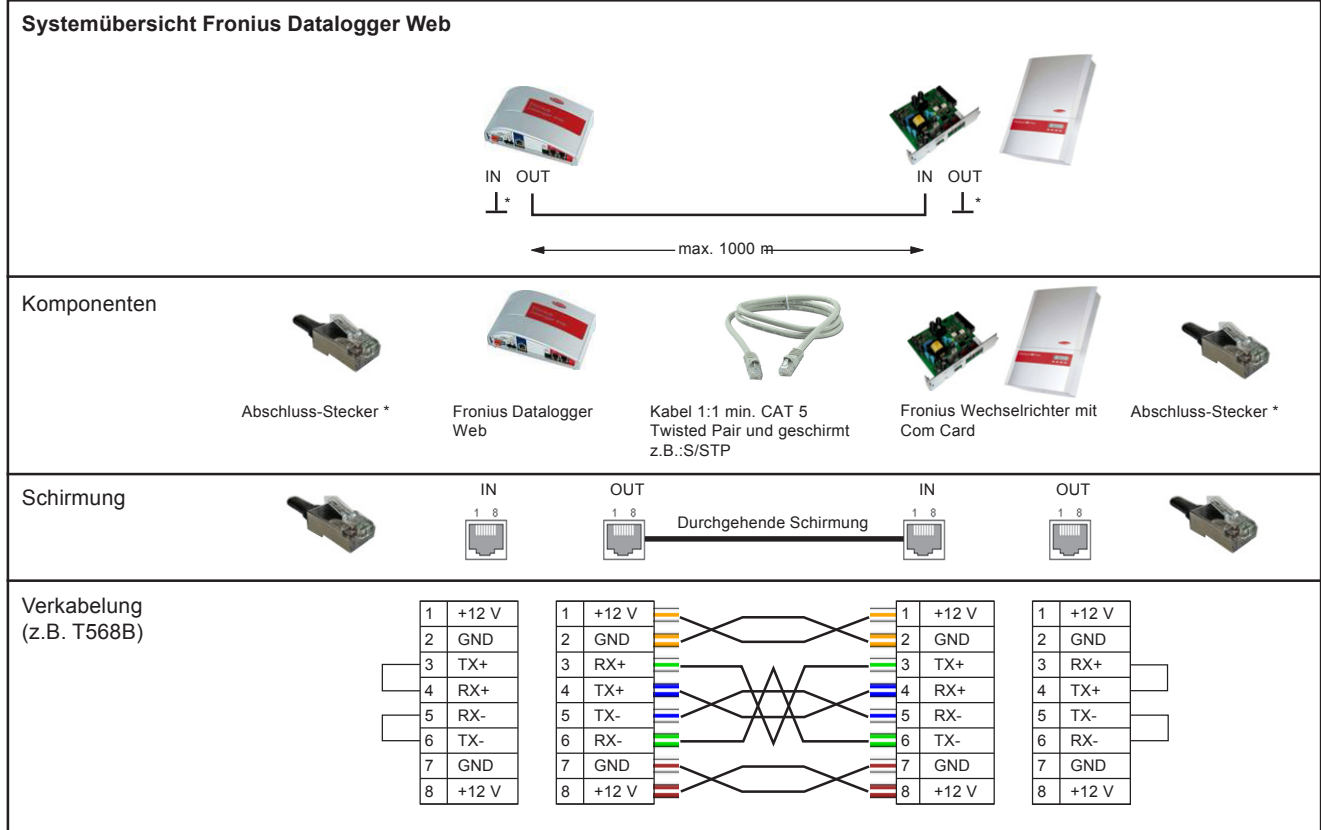 Systemübersicht Fronius Datalogger Web
IN OUT
IN OUT
* *
max. 1000 m
Komponenten
Abschluss-Stecker *
Fronius Datalogger
Web
Kabel 1:1 min. CAT 5
Twisted Pair und geschirmt
z.B.:S/STP
Fronius Wechselrichter mit
Com Card
Abschluss-Stecker *
Schirmung
IN OUT IN OUT
1 8 1 8 1 8 1 8
Durchgehende Schirmung
Verkabelung
(z.B. T568B)
1 +12 V 1 +12 V 1 +12 V 1 +12 V
2 GND 2 GND 2 GND 2 GND
3 TX+ 3 RX+ 3 TX+ 3 RX+
4 RX+ 4 TX+ 4 RX+ 4 TX+
5 RX- 5 TX- 5 RX- 5 TX-
6 TX- 6 RX- 6 TX- 6 RX-
7 GND 7 GND 7 GND 7 GND
8 +12 V 8 +12 V 8 +12 V 8 +12 V